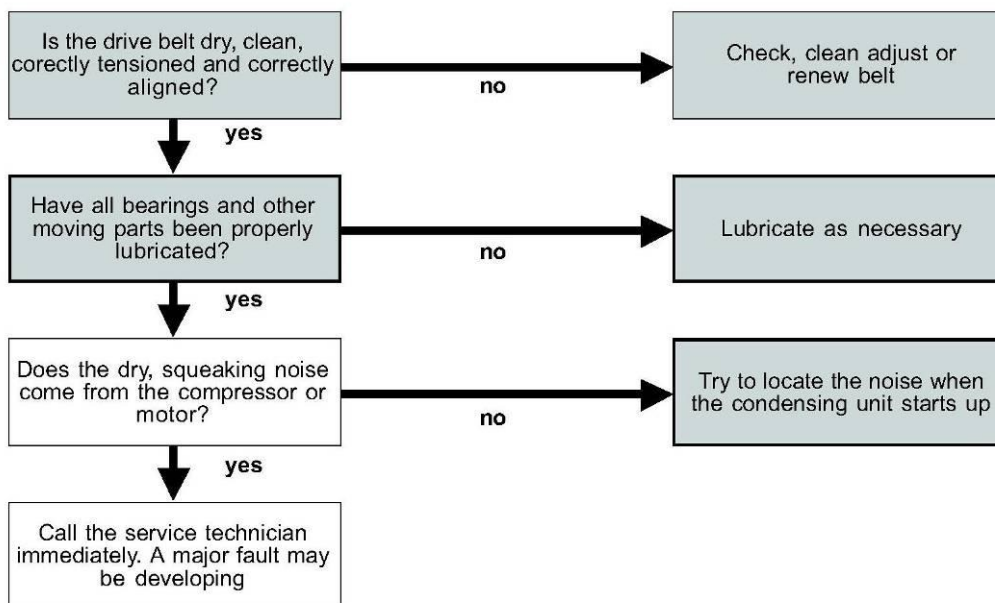 Is the drive belt dry, clean,
corectly tensioned and correctly
aligned?
no
Check, clean adjust or
renew belt
yes
Have all bearings and other
moving parts been properly
lubricated?
no
Lubricate as necessary
yes
Does the dry, squeaking noise
come from the compressor or
motor?
no
Try to locate the noise when
the condensing unit starts up
yes
Call the service technician
immediately. A major fault may
be developing